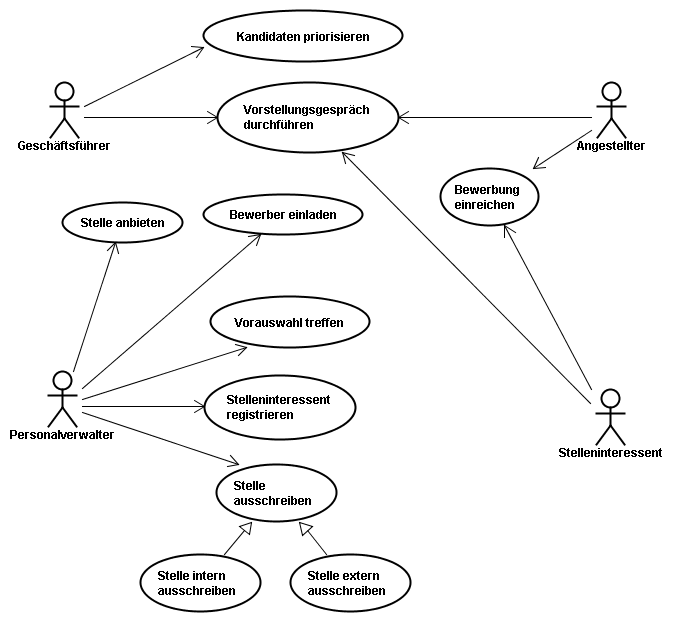 Kandidaten priorisieren
Vorstellungsgespräch
durchführen
Geschäftsführer
Angestellter
Bewerbung
einreichen
Stelle anbieten
Bewerber einladen
Vorauswahl treffen
Stelleninteressent
registrieren
Personalverwalter
Stelleninteressent
Stelle
ausschreiben
Stelle intern
ausschreiben
Stelle extern
ausschreiben